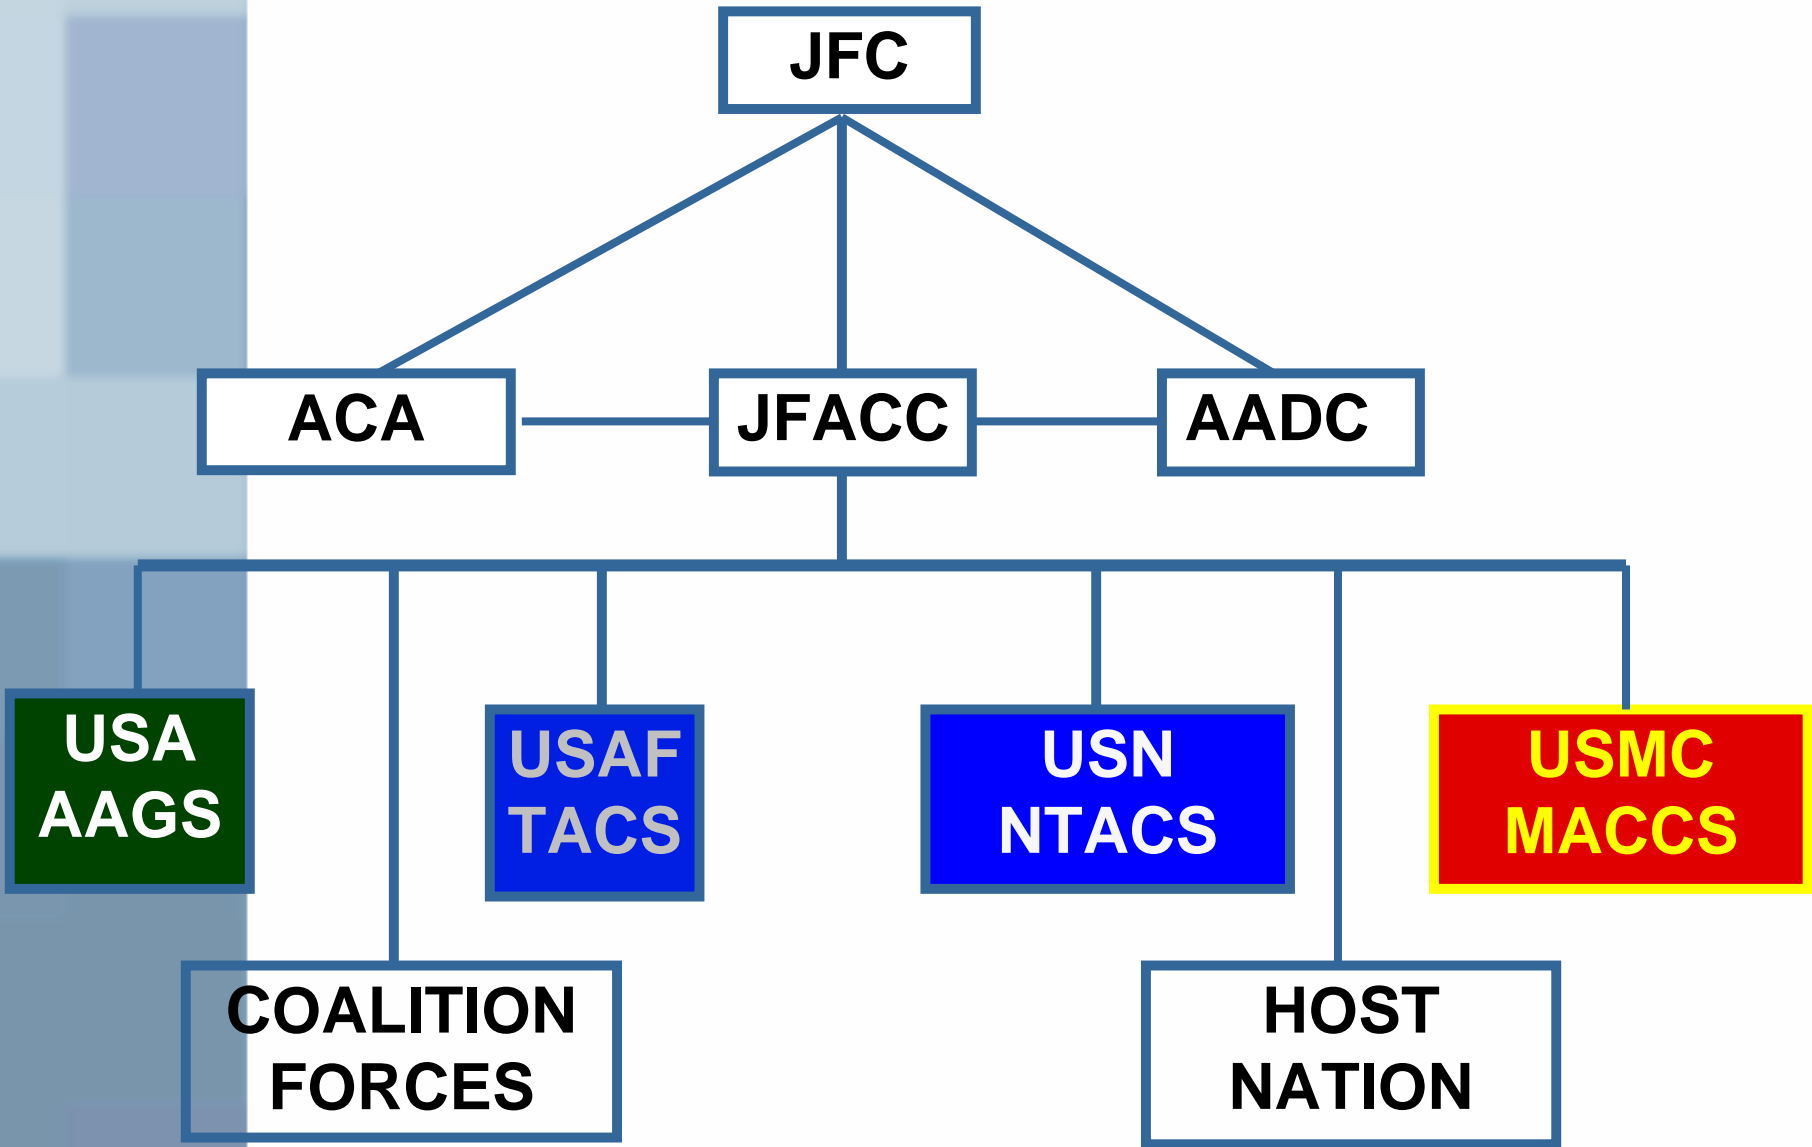 JFC
ACA
JFACC
AADC
USA
AAGS
USAF
TACS
USN
NTACS
USMC
MACCS
COALITION
FORCES
HOST
NATION